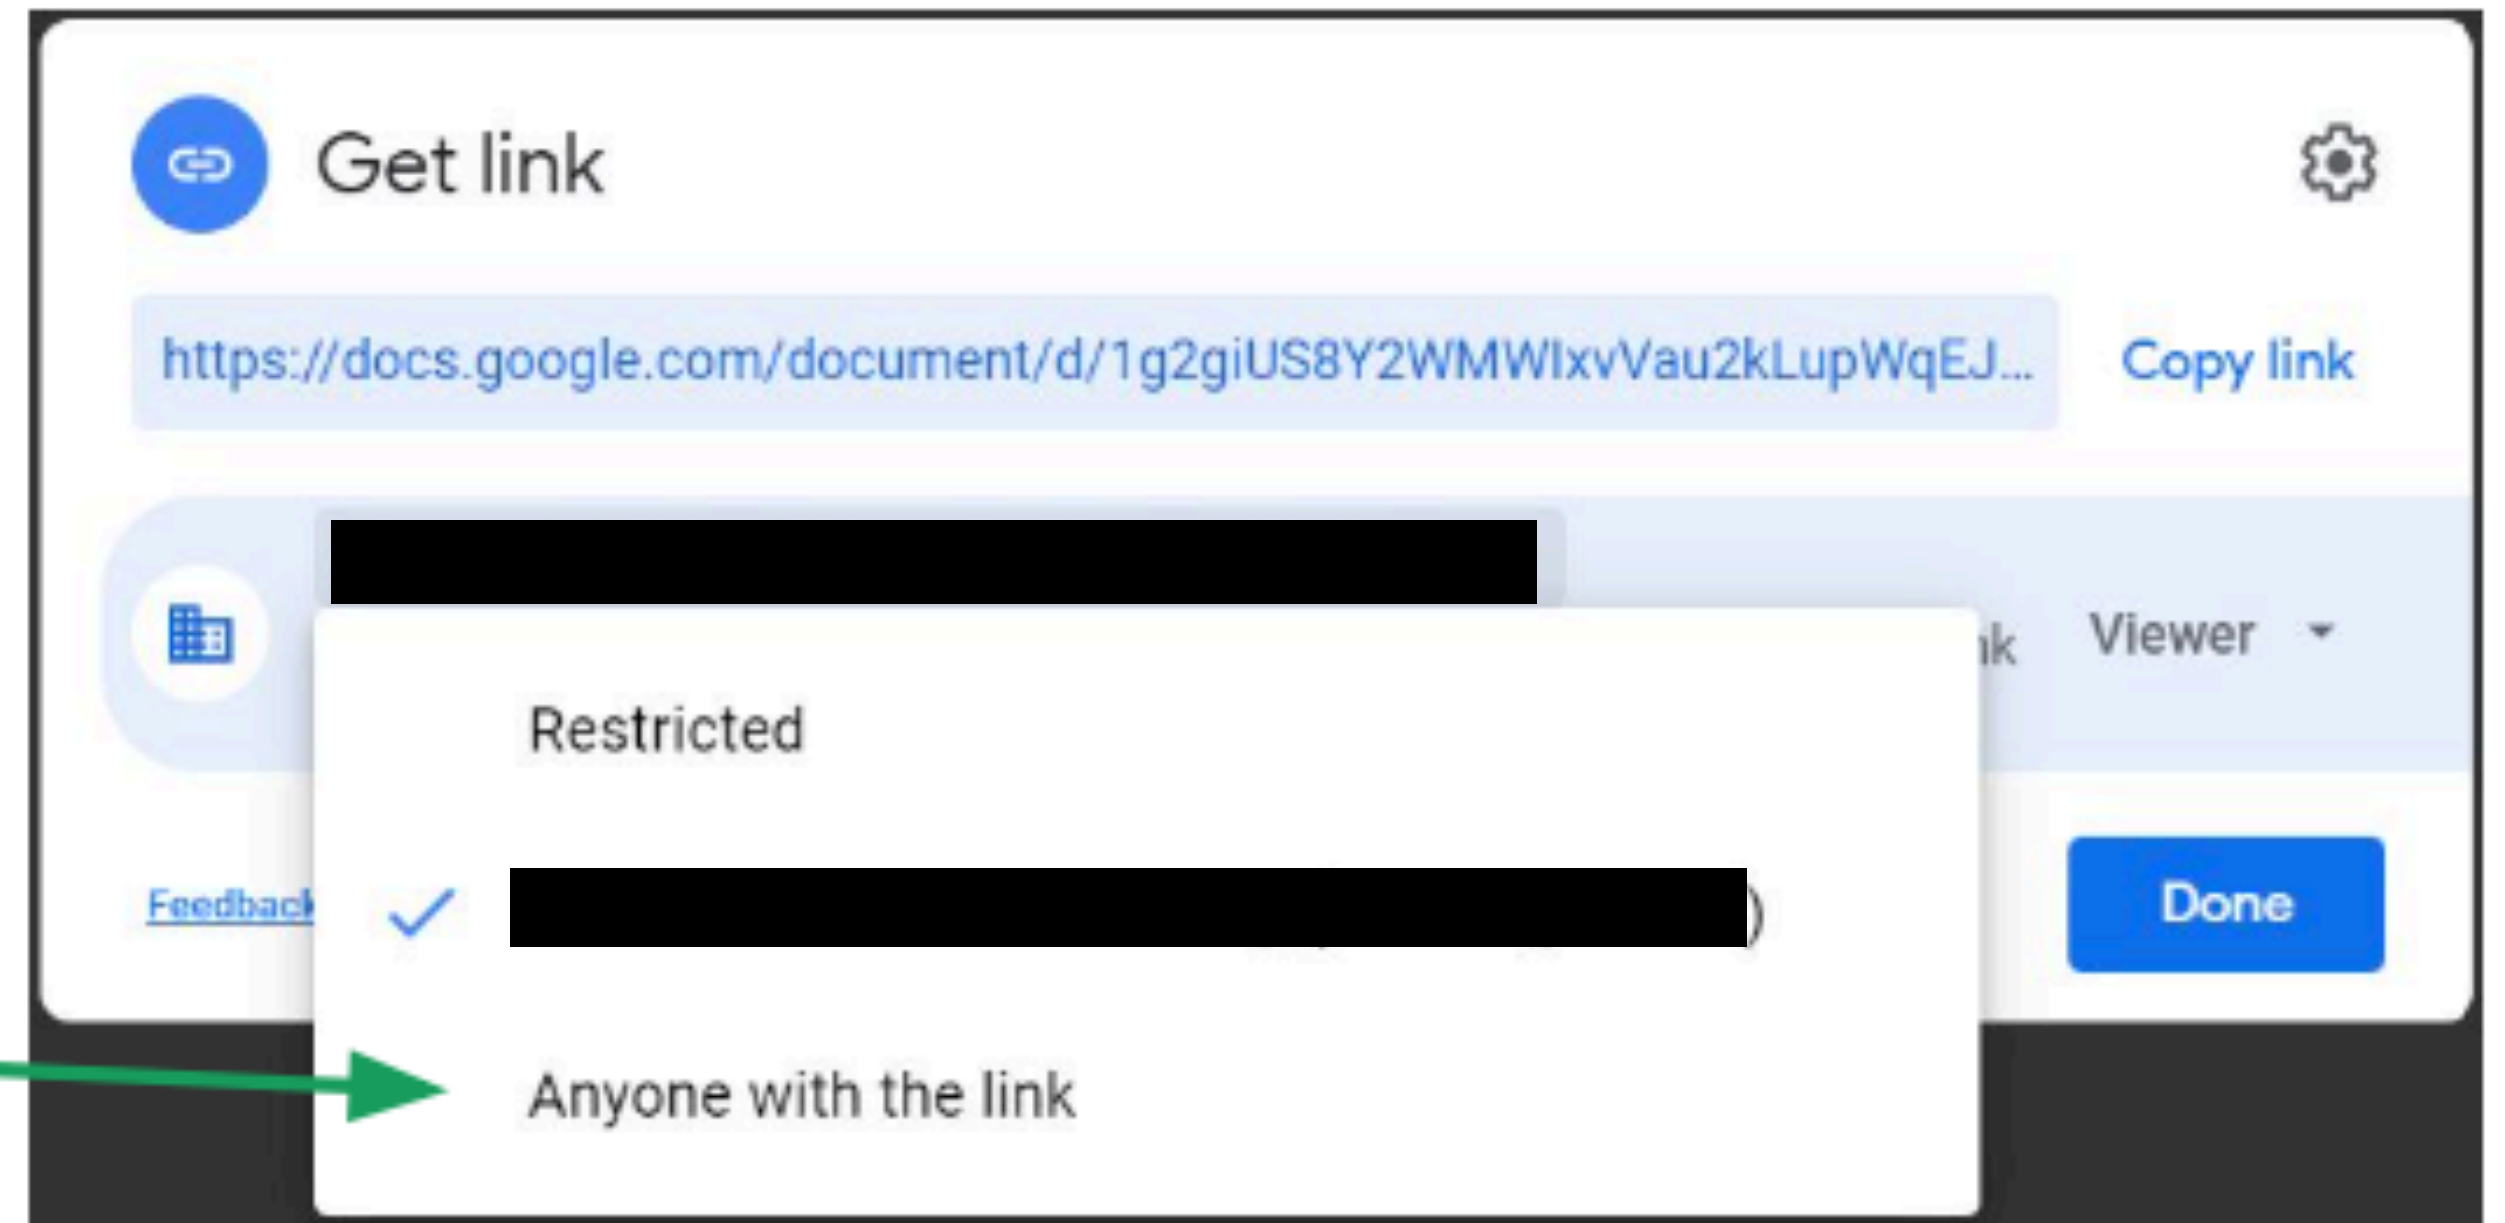 Get link
https://docs.google.com/document/d/1g2giUS8Y2WMWIxvVau2kLupWqEJ...
Copy link
Viewer
Restricted
)
Anyone with the link
Feedback
Done